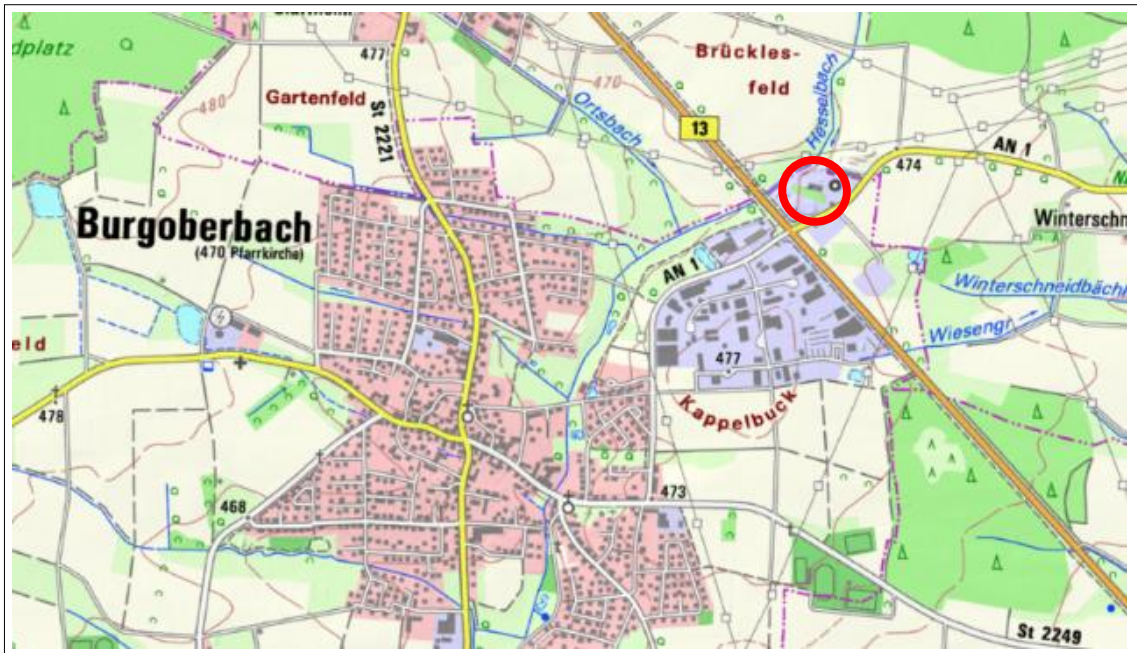 dplatz
477
480
Gartenfeld
St 2221
470
Ortsbach
Brückles-
feld
Hesselbach
13
AN 1
474
Burgoberbach
(470 Pfarrkirche)
Winterschn
AN 1
Winterschneidbächl
Wiesengr.
eld
477
Kappelbuck
478
468
473
St 2249